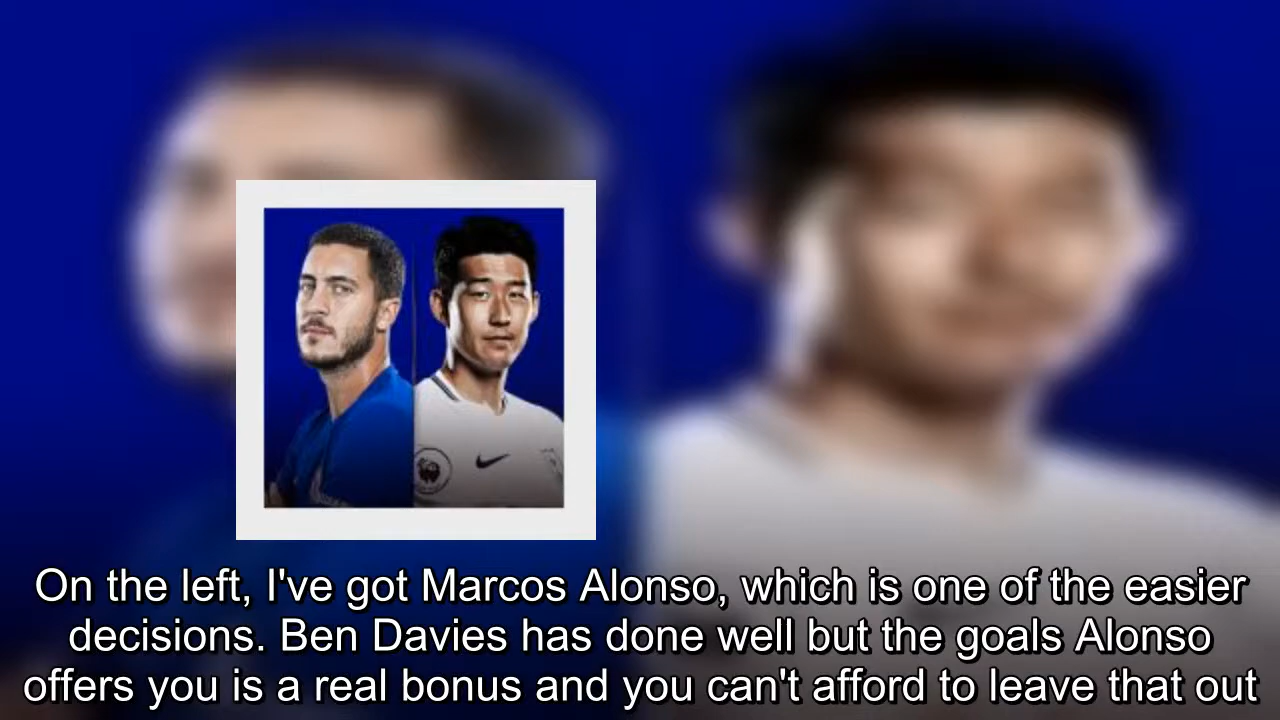 On the left, I've got Marcos Alonso, which is one of the easier
decisions. Ben Davies has done well but the goals Alonso
offers you is a real bonus and you can't afford to leave that out